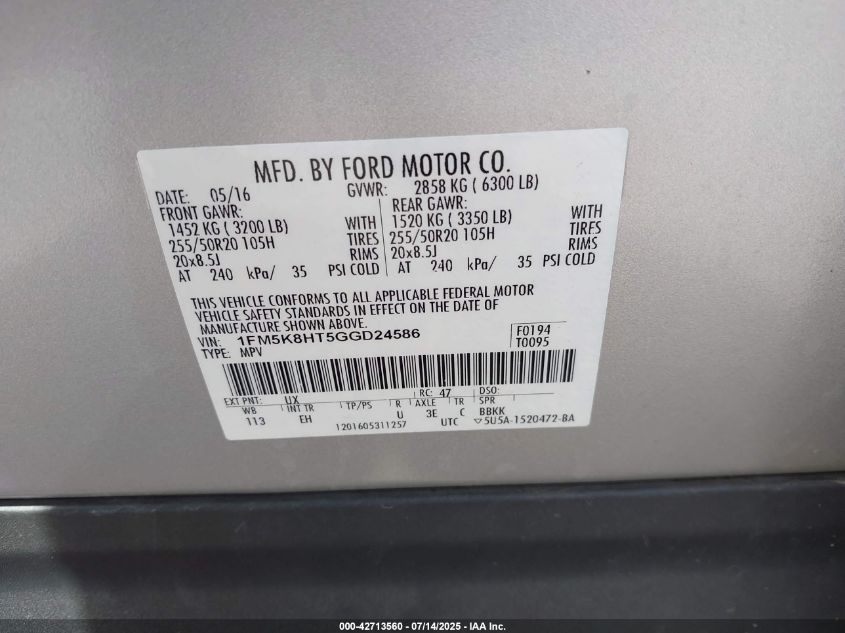 MFD. BY FORD MOTOR CO.
DATE: 05/16 GVWR: 2858 KG ( 6300 LB)
FRONT GAWR: REAR GAWR:
1452 KG ( 3200 LB) WITH 1520 KG ( 3350 LB) WITH
255/50R20 105H TIRES 255/50R20 105H TIRES
20x8.5J RIMS 20x8.5J RIMS
AT 240 kPa/ 35 PSI COLD AT 240 kPa/ 35 PSI COLD
THIS VEHICLE CONFORMS TO ALL APPLICABLE FEDERAL MOTOR
VEHICLE SAFETY STANDARDS IN EFFECT ON THE DATE OF
MANUFACTURE SHOWN ABOVE.
VIN: 1FM5K8HT5GGD24586 F0194
TYPE: MPV T0095
EXT PNT: UX RC: 47 DSO:
WB INT TR TP/PS R AXLE TR SPR
113 EH U 3E C BBKK
1201605311257 UTC ▽5U5A-1520472-BA
000-42713560 - 07/14/2025 - IAA Inc.